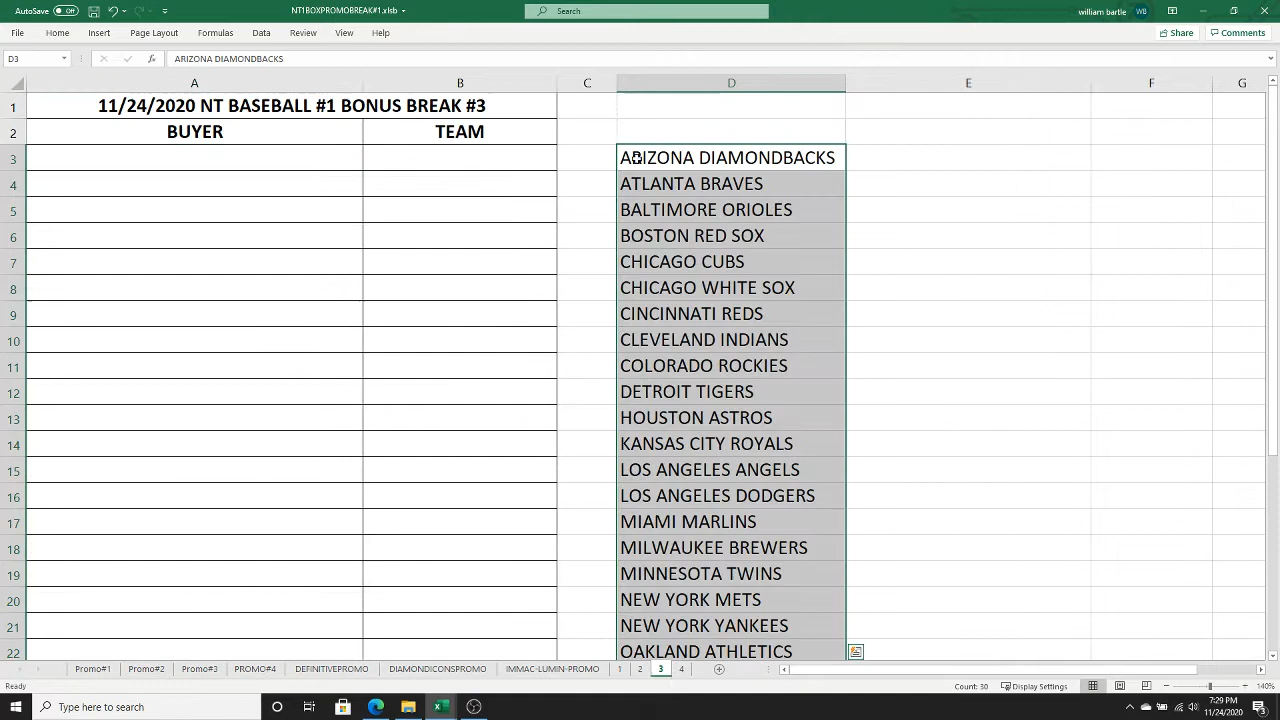 AutoSave Off
NT1BOXPROMOBREAK#1.xlsb
Search
william bartle WB
File Home Insert Draw Page Layout Formulas Data Review View Help
Share Comments
D3 fx ARIZONA DIAMONDBACKS
A B C D E F G
1 11/24/2020 NT BASEBALL #1 BONUS BREAK #3
2 BUYER TEAM
3 ARIZONA DIAMONDBACKS
4 ATLANTA BRAVES
5 BALTIMORE ORIOLES
6 BOSTON RED SOX
7 CHICAGO CUBS
8 CHICAGO WHITE SOX
9 CINCINNATI REDS
10 CLEVELAND INDIANS
11 COLORADO ROCKIES
12 DETROIT TIGERS
13 HOUSTON ASTROS
14 KANSAS CITY ROYALS
15 LOS ANGELES ANGELS
16 LOS ANGELES DODGERS
17 MIAMI MARLINS
18 MILWAUKEE BREWERS
19 MINNESOTA TWINS
20 NEW YORK METS
21 NEW YORK YANKEES
22 OAKLAND ATHLETICS
Promo#1 Promo#2 Promo#3 PROMO#4 DEFINITIVEPROMO DIAMONDICONSPROMO IMMAC-LUMIN-PROMO 1 2 3 4
Ready Count: 30 Display Settings 140%
Type here to search
7:29 PM
11/24/2020